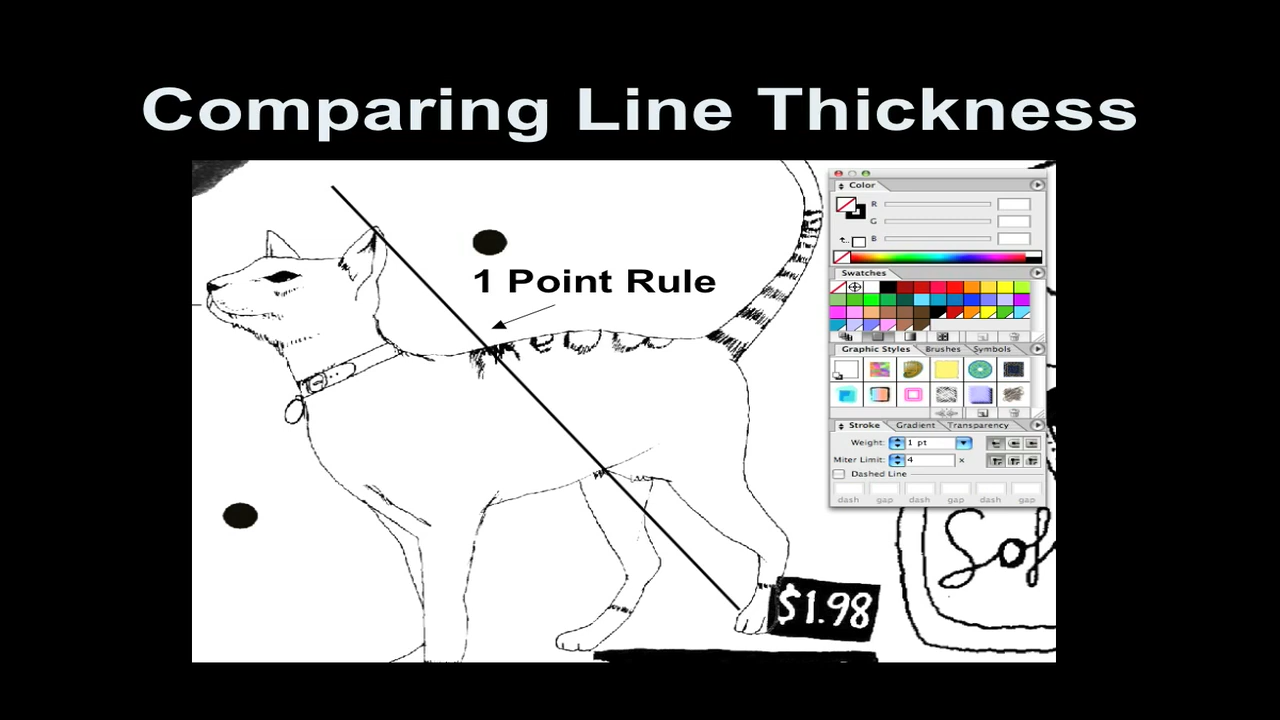 Comparing Line Thickness
1 Point Rule
Color
R
G
B
Swatches
Graphic Styles Brushes Symbols
Stroke Gradient Transparency
Weight: 1 pt
Miter Limit: 4 x
Dashed Line
dash gap dash gap dash gap
$1.98